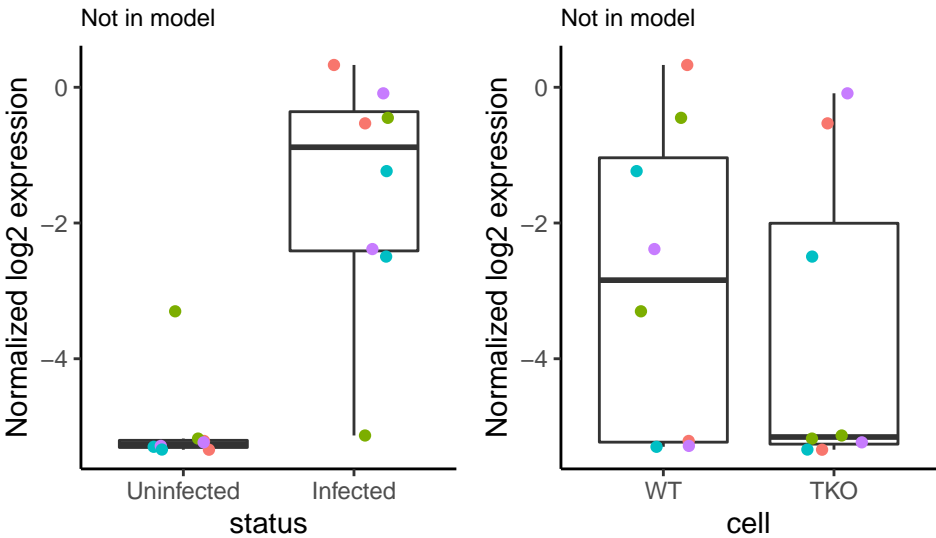 Not in model
Normalized log2 expression
0
−2
−4
Uninfected
Infected
status
Not in model
Normalized log2 expression
0
−2
−4
WT
TKO
cell